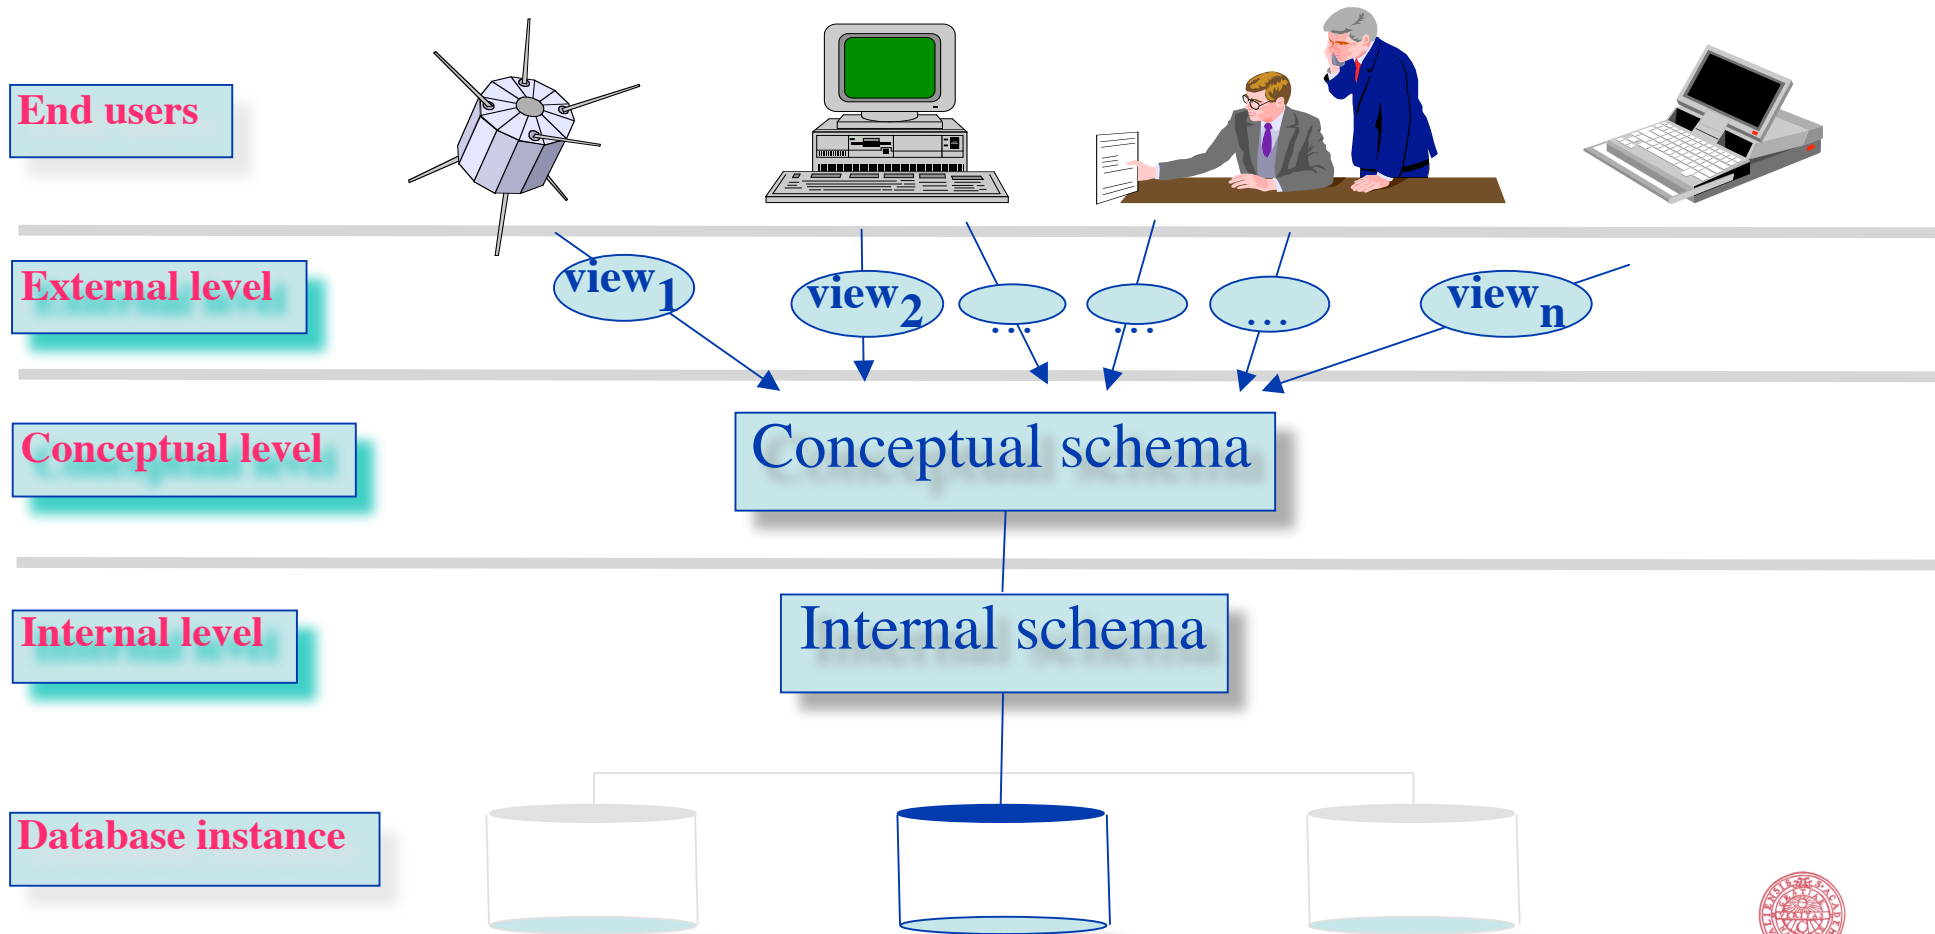 End users
External level
view1
view2
...
...
...
viewn
Conceptual level
Conceptual schema
Internal level
Internal schema
Database instance